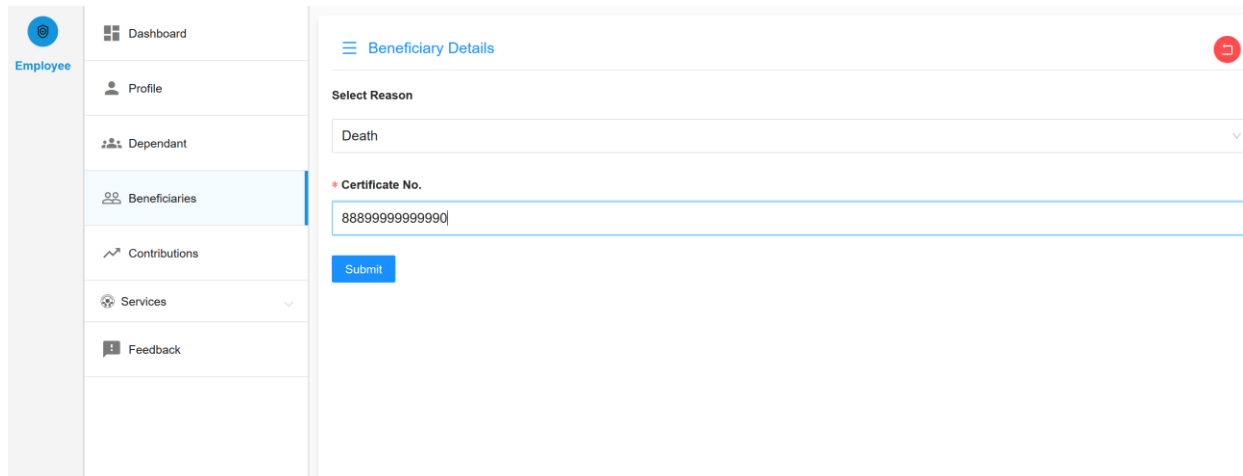 Employee
Dashboard
Profile
Dependant
Beneficiaries
Contributions
Services
Feedback
Beneficiary Details
Select Reason
Death
* Certificate No.
88899999999990
Submit